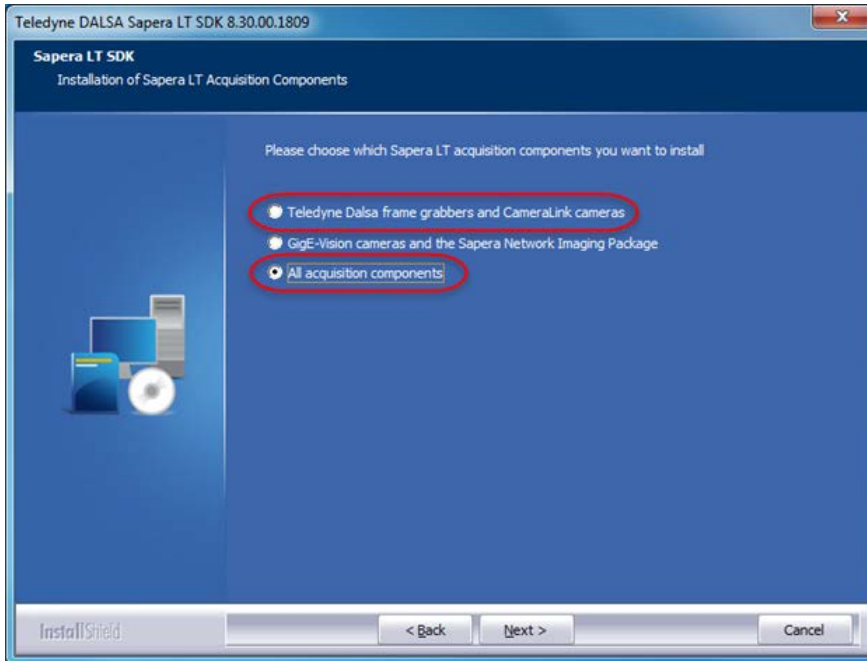 Teledyne DALSA Sapera LT SDK 8.30.00.1809
Sapera LT SDK
Installation of Sapera LT Acquisition Components
Please choose which Sapera LT acquisition components you want to install
Teledyne Dalsa frame grabbers and CameraLink cameras
GigE-Vision cameras and the Sapera Network Imaging Package
All acquisition components
InstallShield
< Back
Next >
Cancel